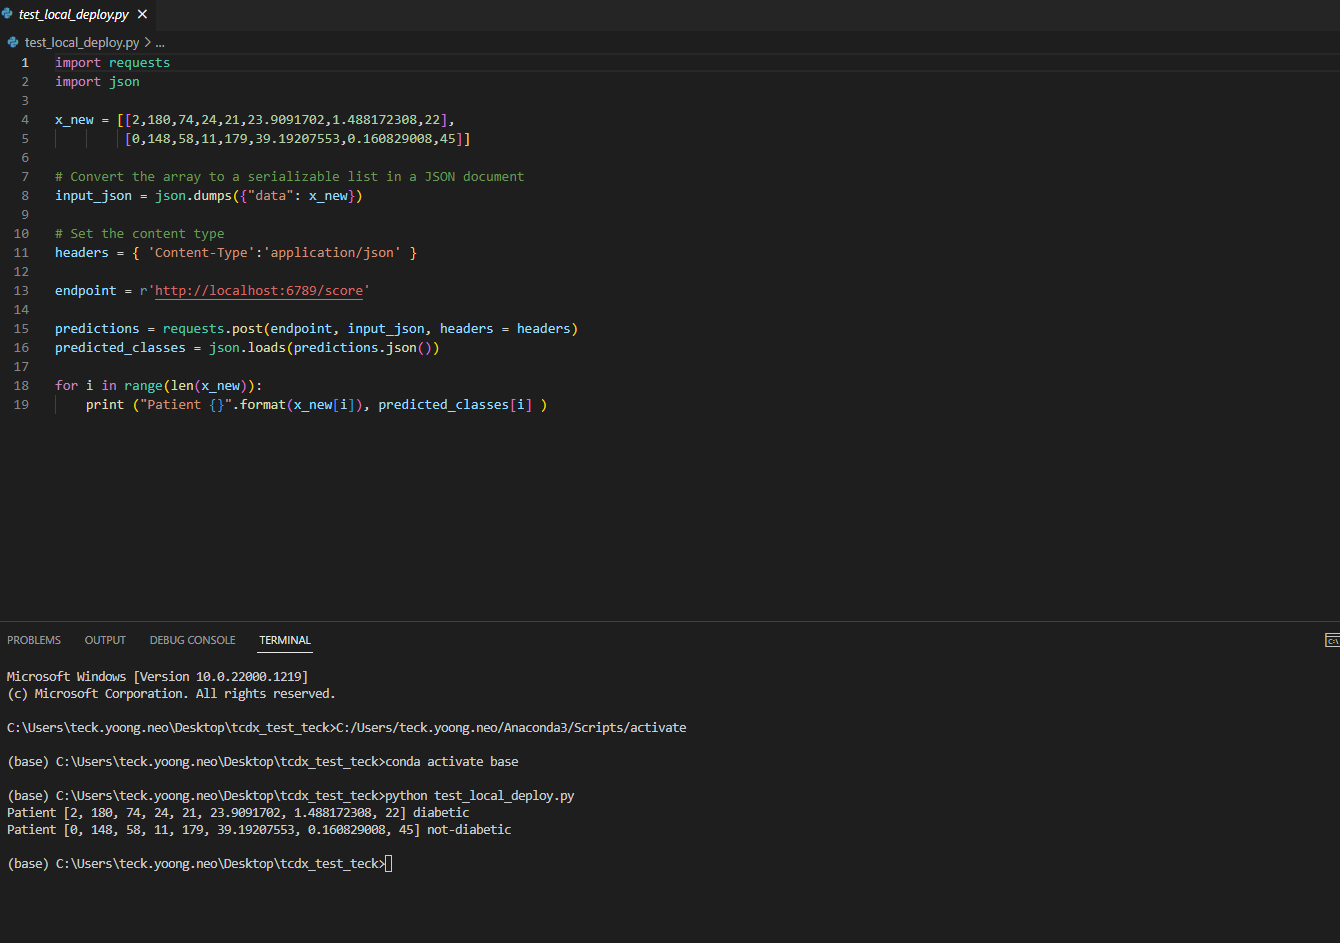 test_local_deploy.py
test_local_deploy.py > ...
1 import requests
2 import json
3
4 x_new = [[2,180,74,24,21,23.9091702,1.488172308,22],
5 [0,148,58,11,179,39.19207553,0.160829008,45]]
6
7 # Convert the array to a serializable list in a JSON document
8 input_json = json.dumps({"data": x_new})
9
10 # Set the content type
11 headers = { 'Content-Type':'application/json' }
12
13 endpoint = r'http://localhost:6789/score'
14
15 predictions = requests.post(endpoint, input_json, headers = headers)
16 predicted_classes = json.loads(predictions.json())
17
18 for i in range(len(x_new)):
19 print ("Patient {}".format(x_new[i]), predicted_classes[i] )
PROBLEMS OUTPUT DEBUG CONSOLE TERMINAL
Microsoft Windows [Version 10.0.22000.1219]
(c) Microsoft Corporation. All rights reserved.
C:\Users\teck.yoong.neo\Desktop\tcdx_test_teck>C:/Users/teck.yoong.neo/Anaconda3/Scripts/activate
(base) C:\Users\teck.yoong.neo\Desktop\tcdx_test_teck>conda activate base
(base) C:\Users\teck.yoong.neo\Desktop\tcdx_test_teck>python test_local_deploy.py
Patient [2, 180, 74, 24, 21, 23.9091702, 1.488172308, 22] diabetic
Patient [0, 148, 58, 11, 179, 39.19207553, 0.160829008, 45] not-diabetic
(base) C:\Users\teck.yoong.neo\Desktop\tcdx_test_teck>